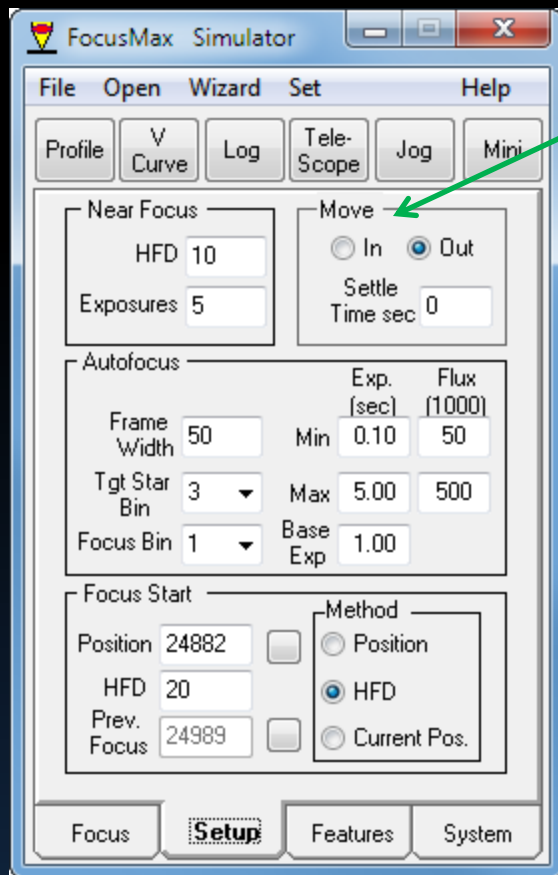 FocusMax Simulator
File Open Wizard Set Help
Profile V Curve Log Tele-Scope Jog Mini
Near Focus
HFD 10
Exposures 5
Move
In Out
Settle
Time sec 0
Autofocus
Exp. Flux
(sec) (1000)
Frame
Width 50 Min 0.10 50
Tgt Star
Bin 3 Max 5.00 500
Focus Bin 1 Base
Exp 1.00
Focus Start
Position 24882
HFD 20
Prev.
Focus 24989
Method
Position
HFD
Current Pos.
Focus Setup Features System